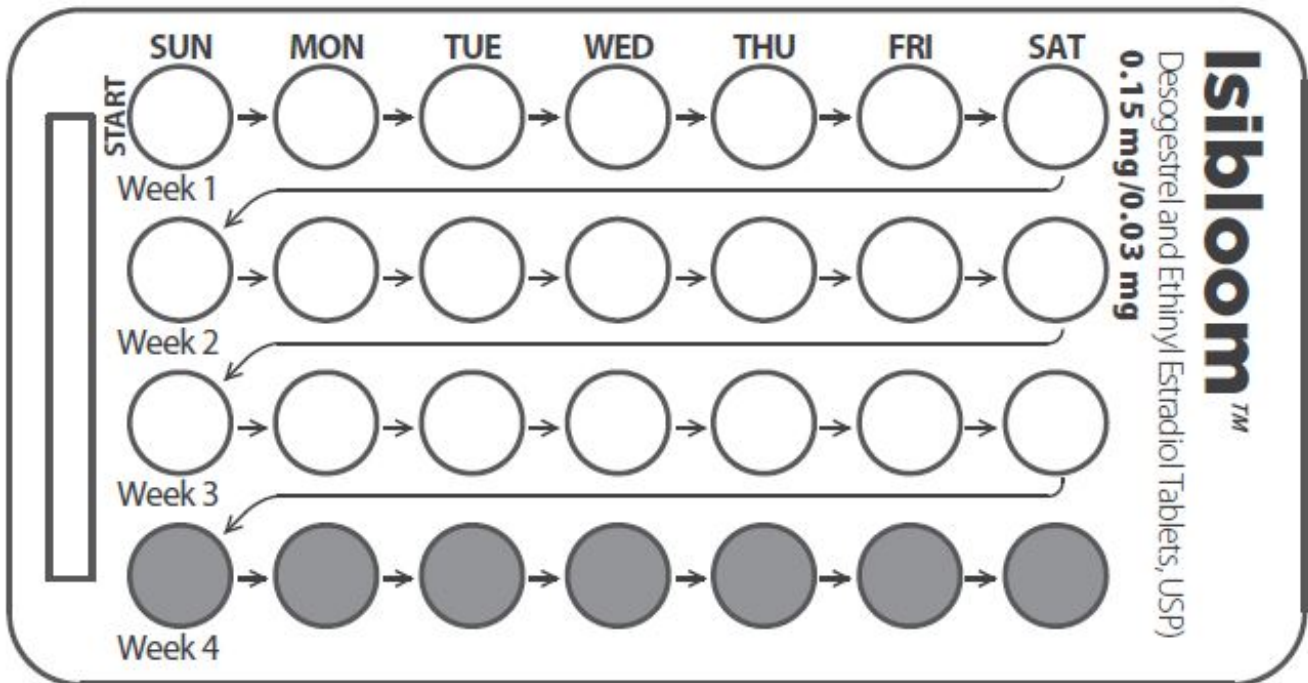 SUN MON TUE WED THU FRI SAT
START
Week 1
Week 2
Week 3
Week 4
Isibloom™
Desogestrel and Ethinyl Estradiol Tablets, USP)
0.15 mg/0.03 mg